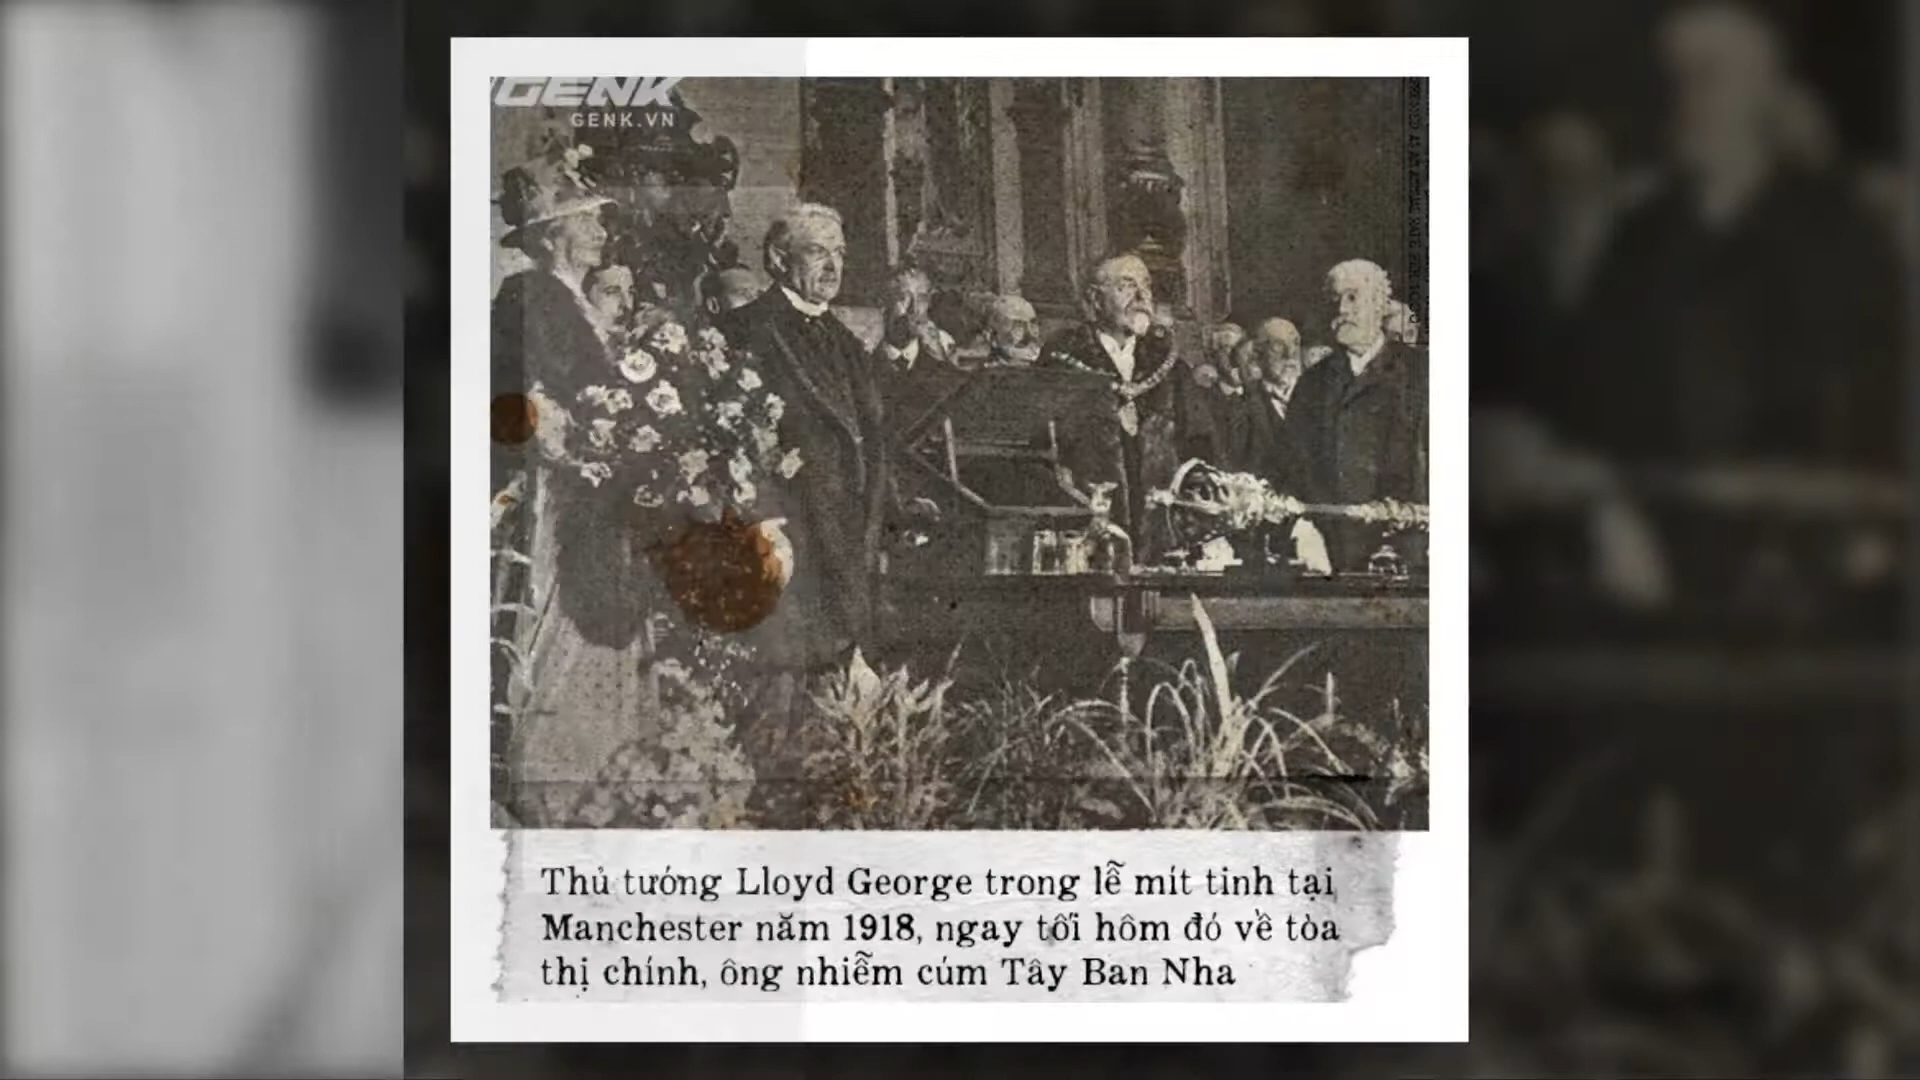 GENK
GENK.VN
Thủ tướng Lloyd George trong lễ mít tinh tại
Manchester năm 1918, ngay tối hôm đó về tòa
thị chính, ông nhiễm cúm Tây Ban Nha